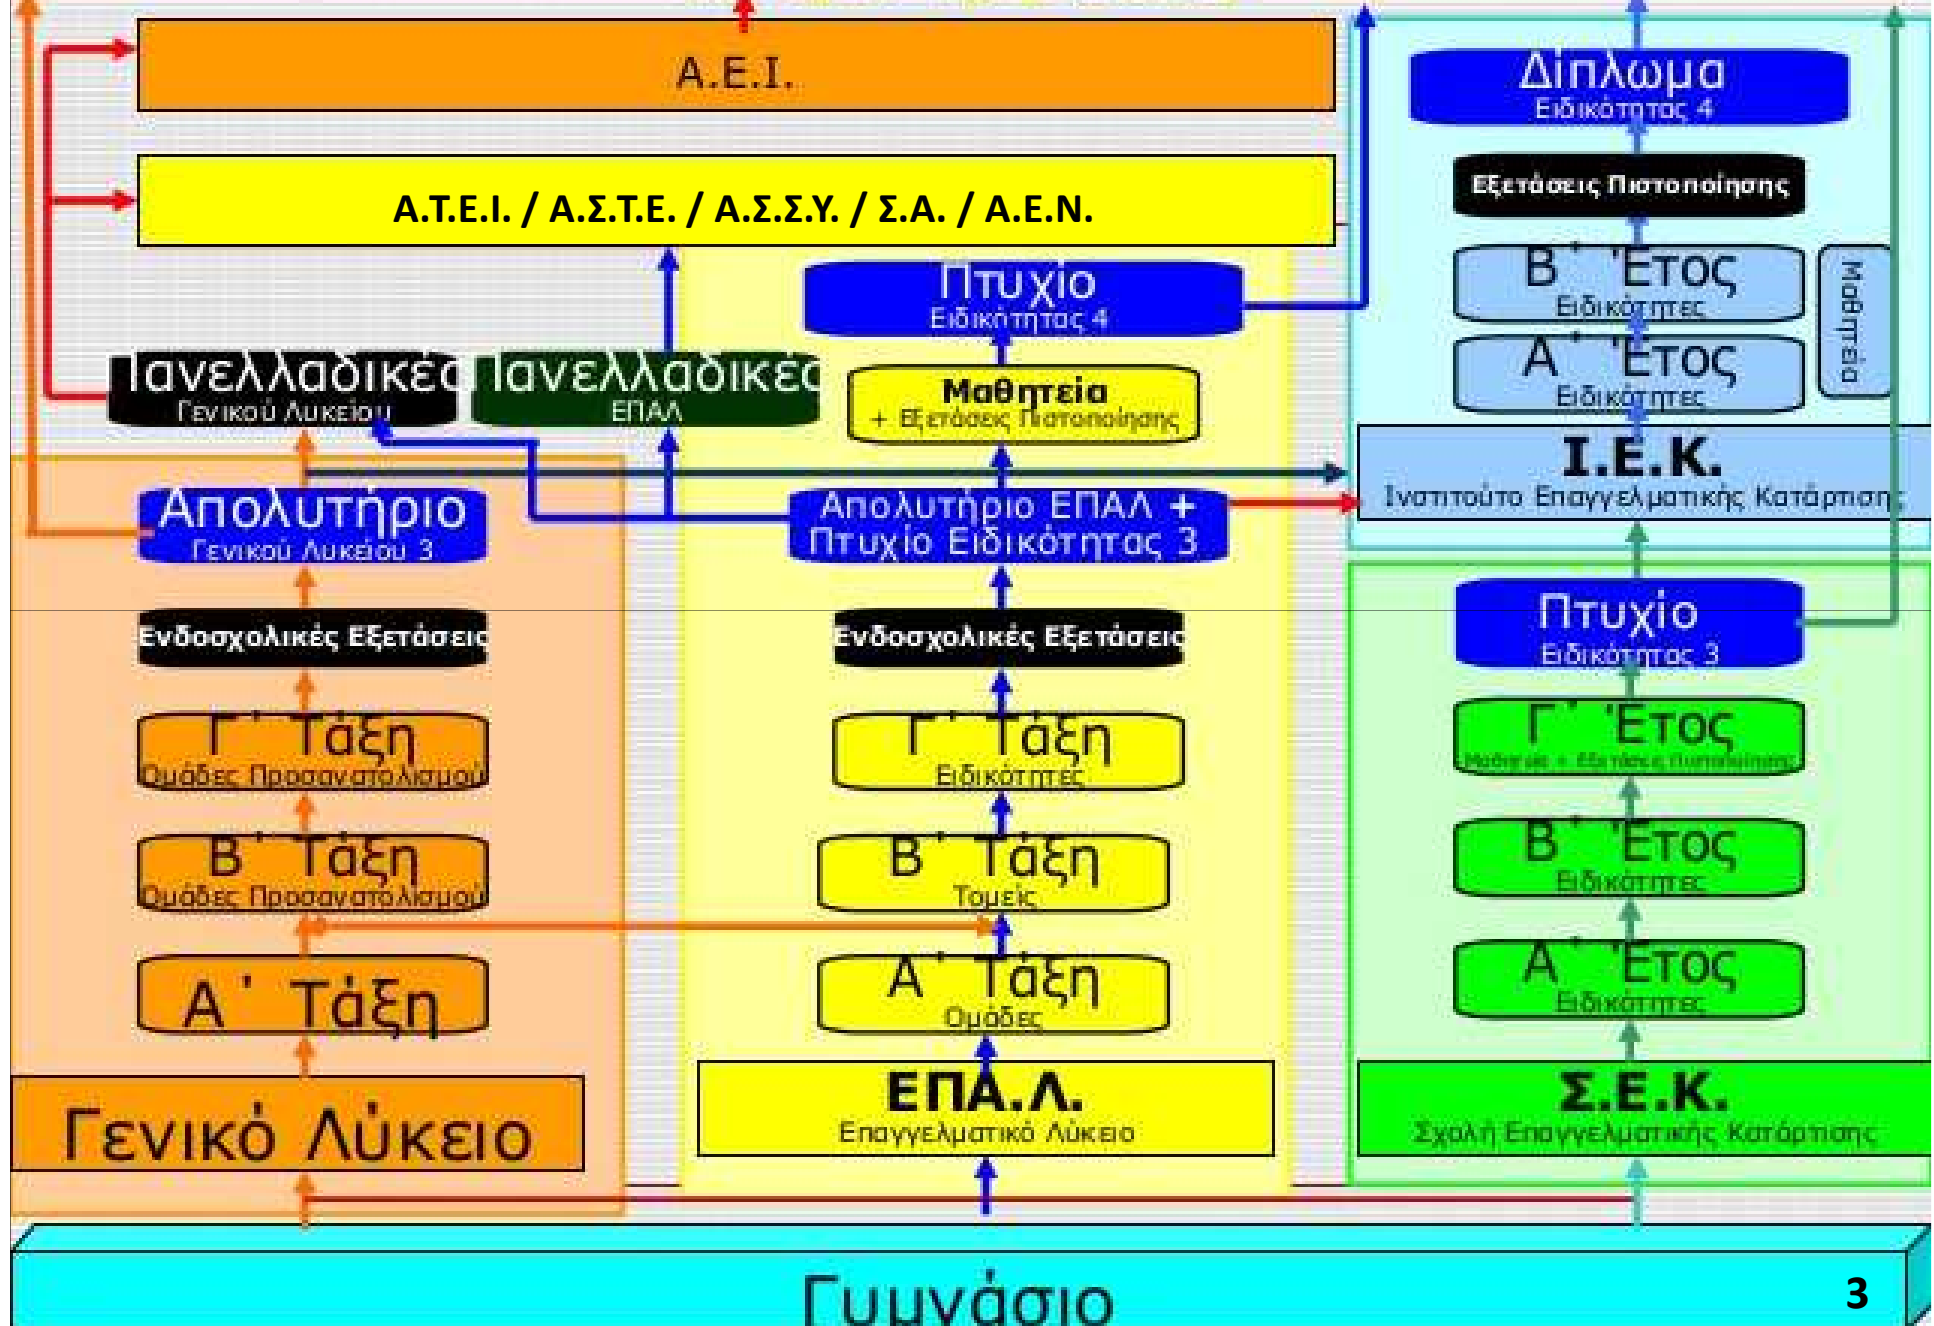 Α.Ε.Ι.
Α.Τ.Ε.Ι. / Α.Σ.Τ.Ε. / Α.Σ.Σ.Υ. / Σ.Α. / Α.Ε.Ν.
Δίπλωμα
Ειδικότητας 4
Εξετάσεις Πιστοποίησης
Β΄ Έτος
Ειδικότητες
Α΄ Έτος
Ειδικότητες
Μαθητεία
Ι.Ε.Κ.
Ινστιτούτο Επαγγελματικής Κατάρτισης
Πανελλαδικές
Γενικού Λυκείου
Πανελλαδικές
ΕΠΑΛ
Πτυχίο
Ειδικότητας 4
Μαθητεία
+ Εξετάσεις Πιστοποίησης
Απολυτήριο
Γενικού Λυκείου 3
Απολυτήριο ΕΠΑΛ +
Πτυχίο Ειδικότητας 3
Πτυχίο
Ειδικότητας 3
Ενδοσχολικές Εξετάσεις
Ενδοσχολικές Εξετάσεις
Γ΄ Τάξη
Ομάδες Προσανατολισμού
Γ΄ Τάξη
Ειδικότητες
Γ΄ Έτος
Μαθητεία + Εξετάσεις Πιστοποίησης
Β΄ Τάξη
Ομάδες Προσανατολισμού
Β΄ Τάξη
Τομείς
Β΄ Έτος
Ειδικότητες
Α΄ Τάξη
Α΄ Τάξη
Ομάδες
Α΄ Έτος
Ειδικότητες
Γενικό Λύκειο
ΕΠΑ.Λ.
Επαγγελματικό Λύκειο
Σ.Ε.Κ.
Σχολή Επαγγελματικής Κατάρτισης
Γυμνάσιο
3